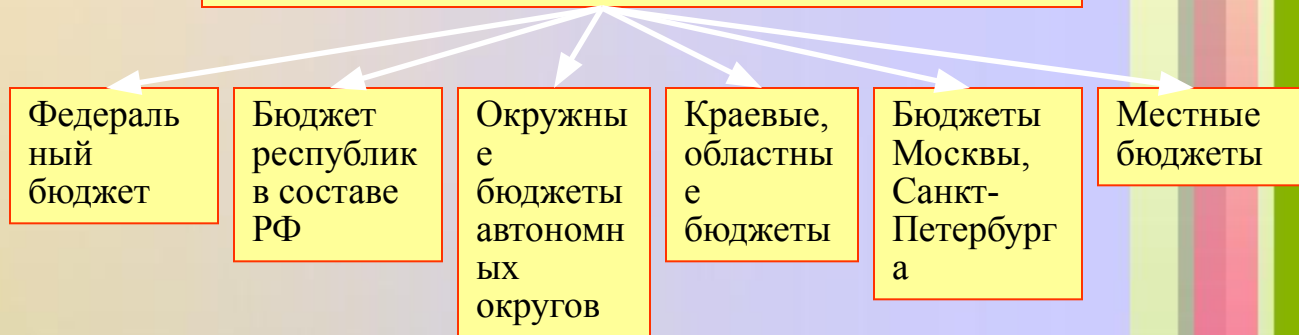 Федераль
ный
бюджет
Бюджет
республик
в составе
РФ
Окружны
е
бюджеты
автономн
ых
округов
Краевые,
областны
е
бюджеты
Бюджеты
Москвы,
Санкт-
Петербург
а
Местные
бюджеты